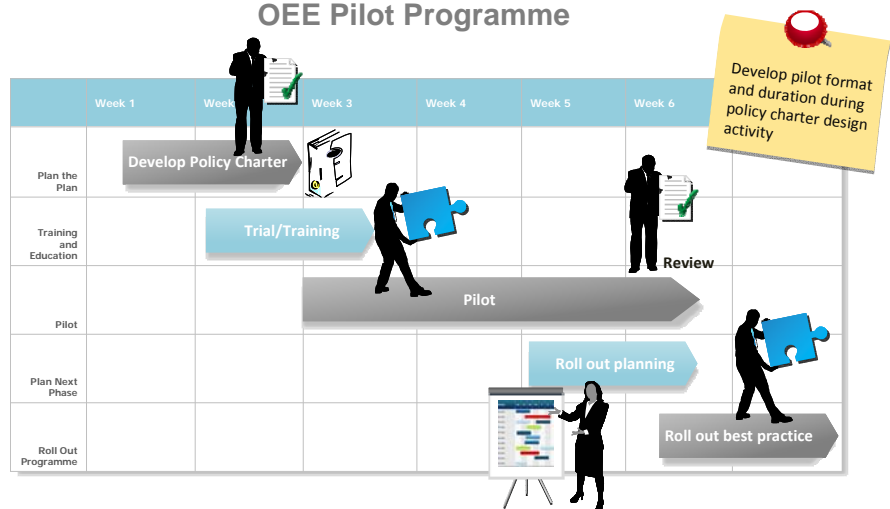 OEE Pilot Programme
Develop pilot format
and duration during
policy charter design
activity
Week 1
Week
Week 3
Week 4
Week 5
Week 6
Plan the
Plan
Develop Policy Charter
Training
and
Education
Trial/Training
Review
Pilot
Pilot
Plan Next
Phase
Roll out planning
Roll Out
Programme
Roll out best practice